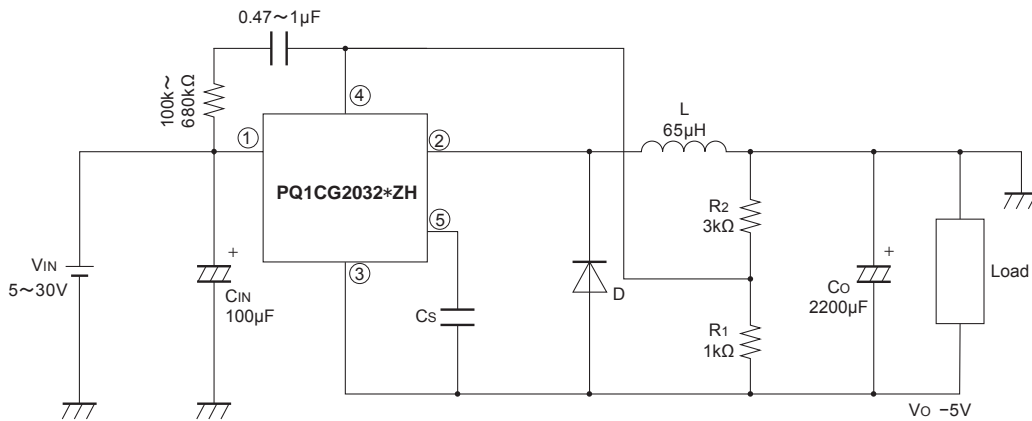 0.47～1μF
100k～
680kΩ
④
①
②
L
65μH
PQ1CG2032∗ZH
R2
3kΩ
⑤
+
+
VIN
5～30V
CIN
100μF
③
CS
D
CO
2200μF
Load
R1
1kΩ
VO −5V